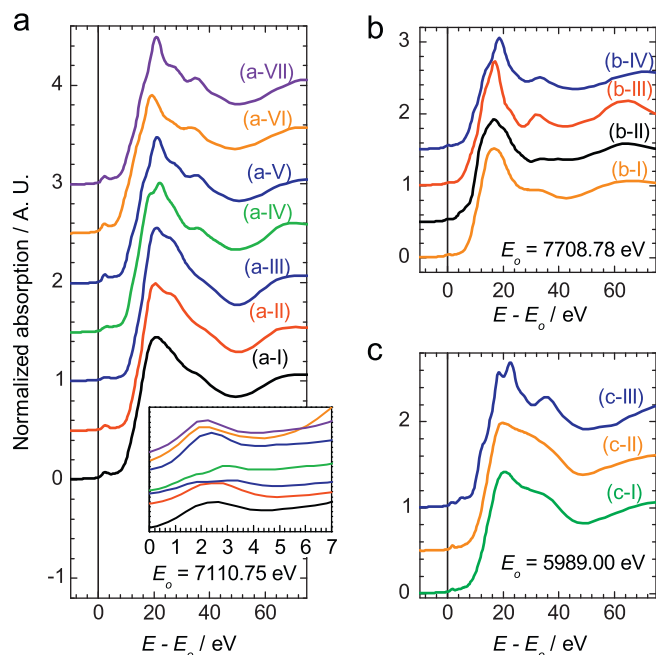 a
Normalized absorption / A. U.
4
3
2
1
0
-1
(a-VII)
(a-VI)
(a-V)
(a-IV)
(a-III)
(a-II)
(a-I)
0 1 2 3 4 5 6 7
Eo = 7110.75 eV
0 20 40 60
E - Eo / eV
b
3
2
1
0
(b-IV)
(b-III)
(b-II)
(b-I)
Eo = 7708.78 eV
0 20 40 60
E - Eo / eV
c
2
1
0
(c-III)
(c-II)
(c-I)
Eo = 5989.00 eV
0 20 40 60
E - Eo / eV